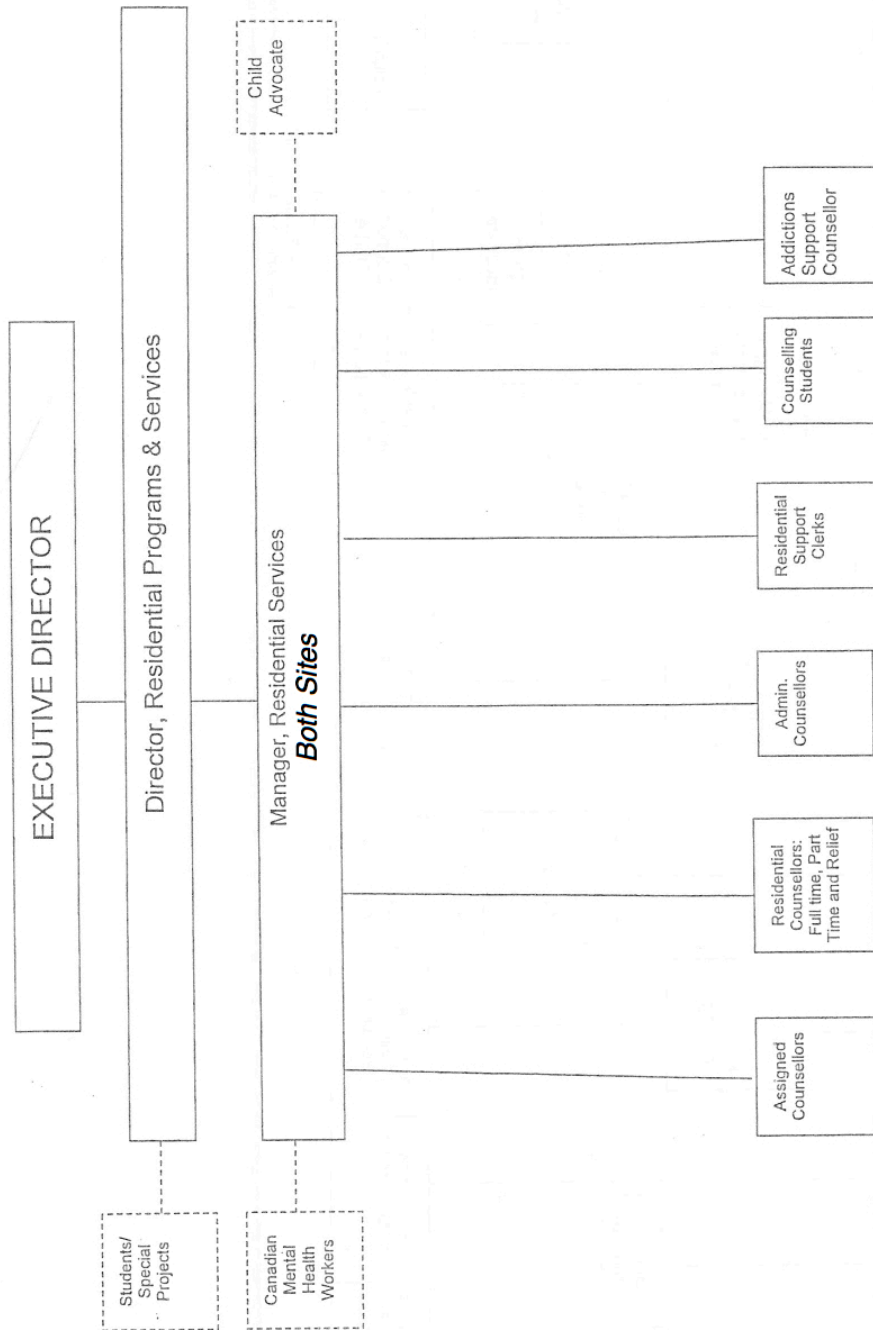 EXECUTIVE DIRECTOR
Director, Residential Programs & Services
Students/
Special
Projects
Manager, Residential Services
Both Sites
Canadian
Mental
Health
Workers
Child
Advocate
Assigned
Counsellors
Residential
Counsellors:
Full time, Part
Time and Relief
Admin.
Counsellors
Residential
Support
Clerks
Counselling
Students
Addictions
Support
Counsellor